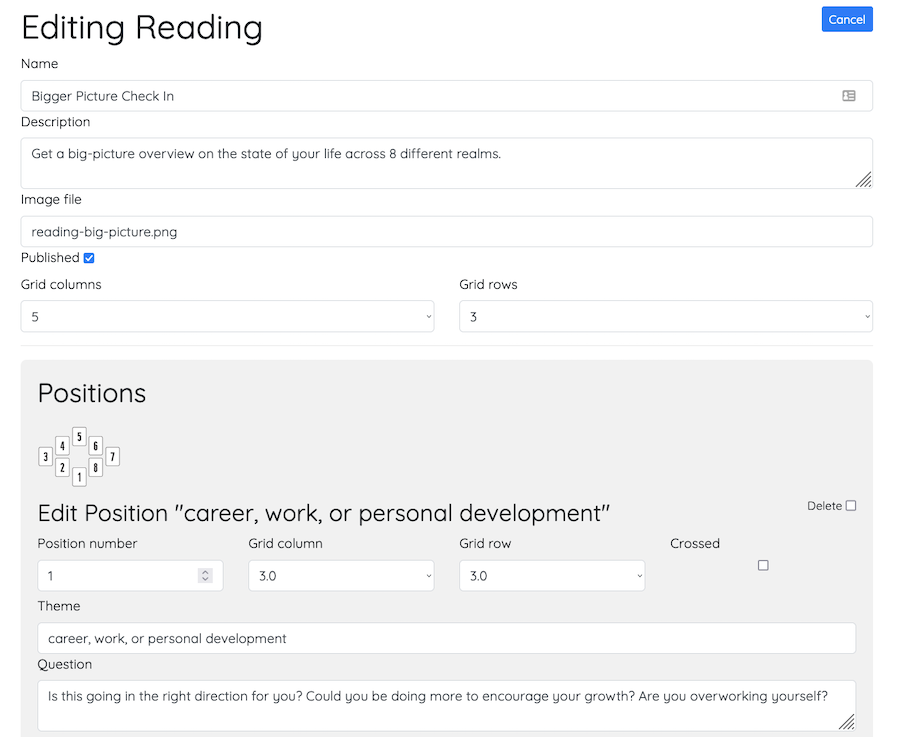 Editing Reading
Cancel
Name
Bigger Picture Check In
Description
Get a big-picture overview on the state of your life across 8 different realms.
Image file
reading-big-picture.png
Published
Grid columns
Grid rows
5
3
Positions
5
4
6
3
7
2
8
1
Edit Position "career, work, or personal development"
Delete
Position number
Grid column
Grid row
Crossed
1
3.0
3.0
Theme
career, work, or personal development
Question
Is this going in the right direction for you? Could you be doing more to encourage your growth? Are you overworking yourself?